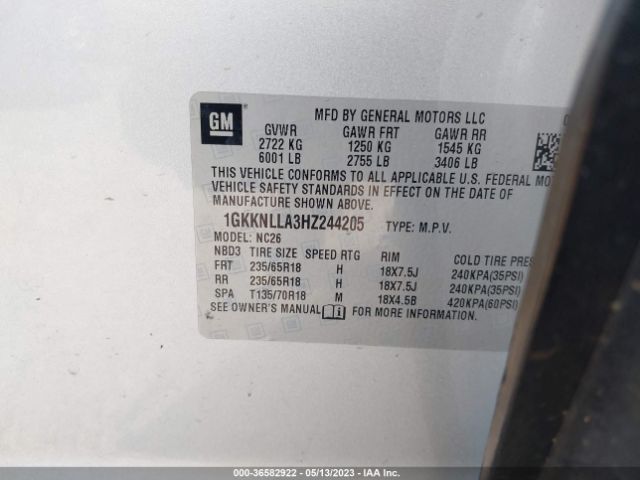 MFD BY GENERAL MOTORS LLC
GM
GVWR GAWR FRT GAWR RR
2722 KG 1250 KG 1545 KG
6001 LB 2755 LB 3406 LB
THIS VEHICLE CONFORMS TO ALL APPLICABLE U.S. FEDERAL MOTOR
VEHICLE SAFETY STANDARDS IN EFFECT ON THE DATE OF
MANUFACTURE SHOWN ABOVE.
1GKKNLLA3HZ244205 TYPE: M.P.V.
MODEL: NC26
NBD3 TIRE SIZE SPEED RTG RIM COLD TIRE PRES
FRT 235/65R18 H 18X7.5J 240KPA(35PSI)
RR 235/65R18 H 18X7.5J 240KPA(35PSI)
SPA T135/70R18 M 18X4.5B 420KPA(60PSI)
SEE OWNER'S MANUAL FOR MORE INFORMATION.
000-36582922 - 05/13/2023 - IAA Inc.